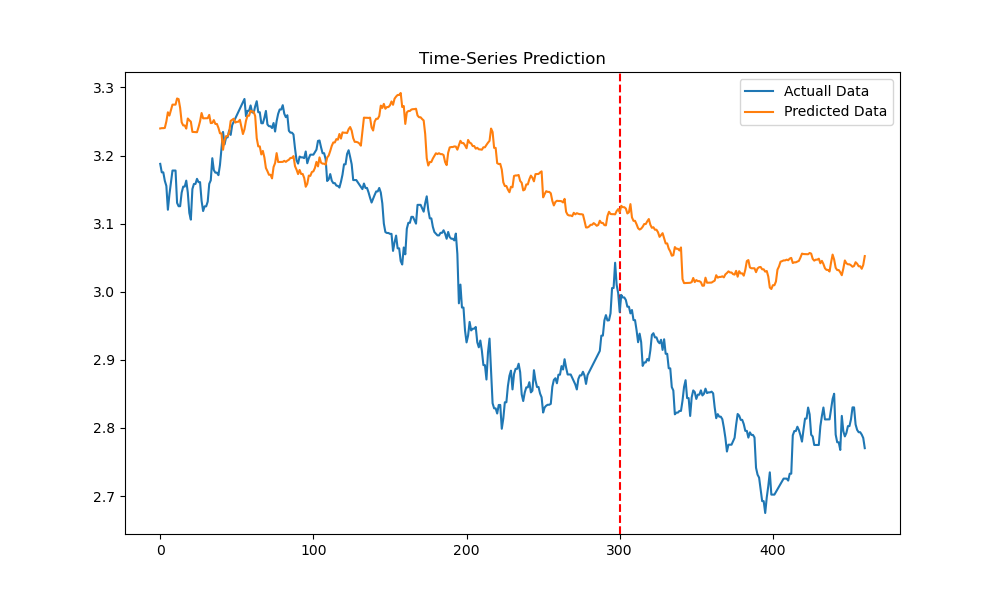 Time-Series Prediction
Actuall Data
Predicted Data
3.3
3.2
3.1
3.0
2.9
2.8
2.7
0 100 200 300 400